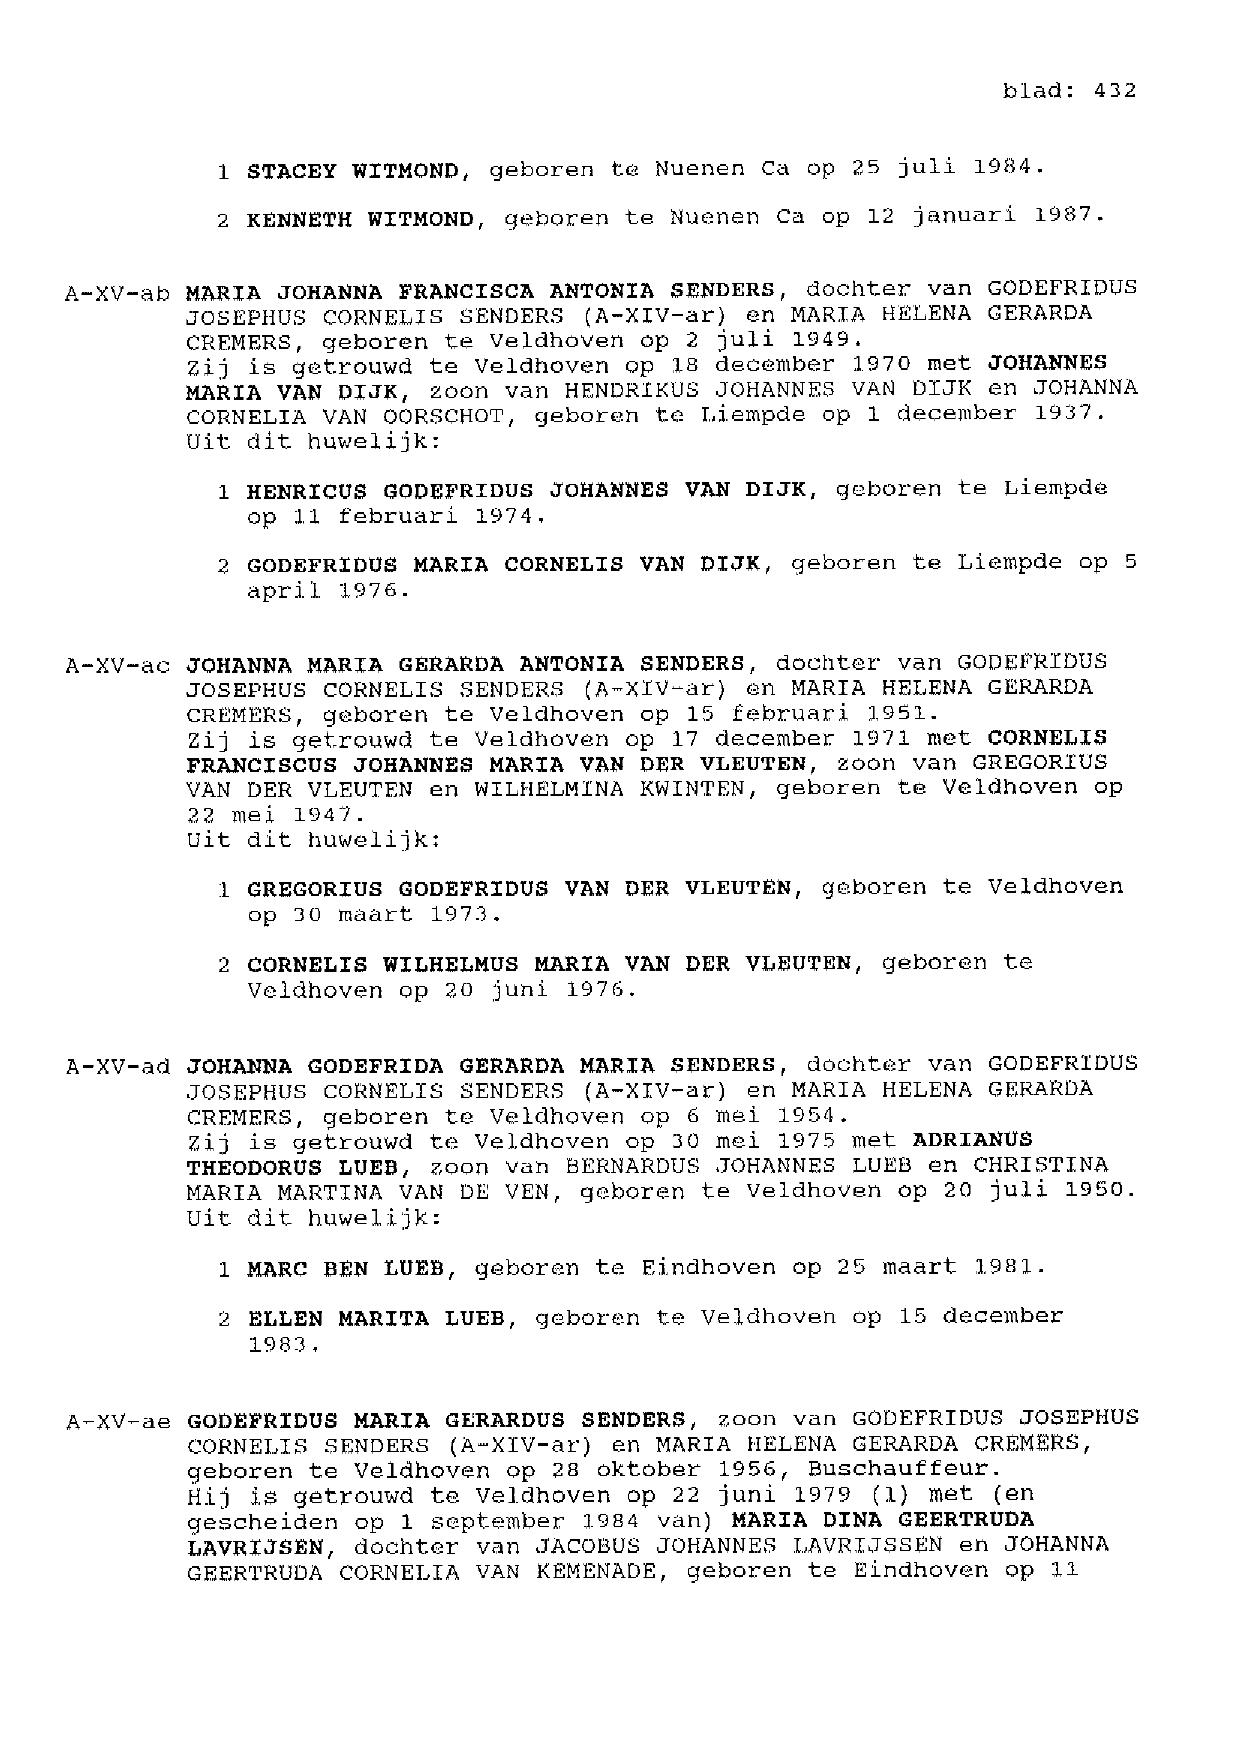 blad: 432
1 STACEY WITMOND, geboren te Nuenen Ca op 25 juli 1984.
2 KENNETH WITMOND, geboren te Nuenen Ca op 12 januari 1987.
A-XV-ab MARIA JOHANNA FRANCISCA ANTONIA SENDERS, dochter van GODEFRIDUS
JOSEPHUS CORNELIS SENDERS (A-XIV-ar) en MARIA HELENA GERARDA
CREMERS, geboren te Veldhoven op 2 juli 1949.
Zij is getrouwd te Veldhoven op 18 december 1970 met JOHANNES
MARIA VAN DIJK, zoon van HENDRIKUS JOHANNES VAN DIJK en JOHANNA
CORNELIA VAN OORSCHOT, geboren te Liempde op 1 december 1937.
Uit dit huwelijk:
1 HENRICUS GODEFRIDUS JOHANNES VAN DIJK, geboren te Liempde
op 11 februari 1974.
2 GODEFRIDUS MARIA CORNELIS VAN DIJK, geboren te Liempde op 5
april 1976.
A-XV-ac JOHANNA MARIA GERARDA ANTONIA SENDERS, dochter van GODEFRIDUS
JOSEPHUS CORNELIS SENDERS (A-XIV-ar) en MARIA HELENA GERARDA
CREMERS, geboren te Veldhoven op 15 februari 1951.
Zij is getrouwd te Veldhoven op 17 december 1971 met CORNELIS
FRANCISCUS JOHANNES MARIA VAN DER VLEUTEN, zoon van GREGORIUS
VAN DER VLEUTEN en WILHELMINA KWINTEN, geboren te Veldhoven op
22 mei 1947.
Uit dit huwelijk:
1 GREGORIUS GODEFRIDUS VAN DER VLEUTEN, geboren te Veldhoven
op 30 maart 1973.
2 CORNELIS WILHELMUS MARIA VAN DER VLEUTEN, geboren te
Veldhoven op 20 juni 1976.
A-XV-ad JOHANNA GODEFRIDA GERARDA MARIA SENDERS, dochter van GODEFRIDUS
JOSEPHUS CORNELIS SENDERS (A-XIV-ar) en MARIA HELENA GERARDA
CREMERS, geboren te Veldhoven op 6 mei 1954.
Zij is getrouwd te Veldhoven op 30 mei 1975 met ADRIANUS
THEODORUS LUEB, zoon van BERNARDUS JOHANNES LUEB en CHRISTINA
MARIA MARTINA VAN DE VEN, geboren te Veldhoven op 20 juli 1950.
Uit dit huwelijk:
1 MARC BEN LUEB, geboren te Eindhoven op 25 maart 1981.
2 ELLEN MARITA LUEB, geboren te Veldhoven op 15 december
1983.
A-XV-ae GODEFRIDUS MARIA GERARDUS SENDERS, zoon van GODEFRIDUS JOSEPHUS
CORNELIS SENDERS (A-XIV-ar) en MARIA HELENA GERARDA CREMERS,
geboren te Veldhoven op 28 oktober 1956, Buschauffeur.
Hij is getrouwd te Veldhoven op 22 juni 1979 (1) met (en
gescheiden op 1 september 1984 van) MARIA DINA GEERTRUDA
LAVRIJSEN, dochter van JACOBUS JOHANNES LAVRIJSSEN en JOHANNA
GEERTRUDA CORNELIA VAN KEMENADE, geboren te Eindhoven op 11